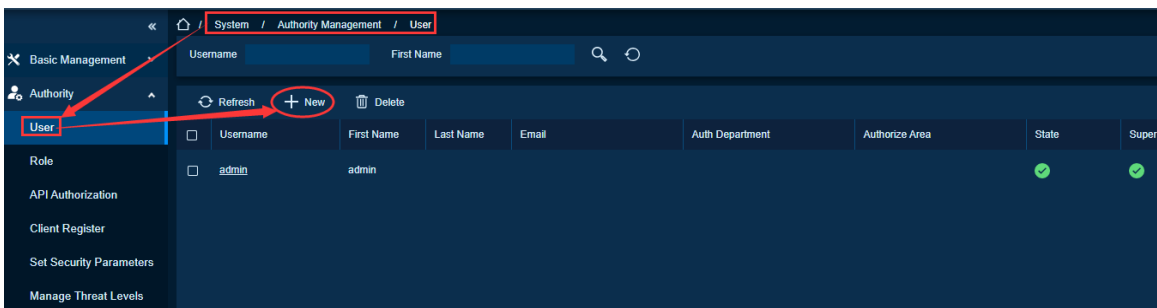 System / Authority Management / User
Basic Management
Username
First Name
Authority
Refresh
New
Delete
User
Username
First Name
Last Name
Email
Auth Department
Authorize Area
State
Super
Role
admin
admin
API Authorization
Client Register
Set Security Parameters
Manage Threat Levels